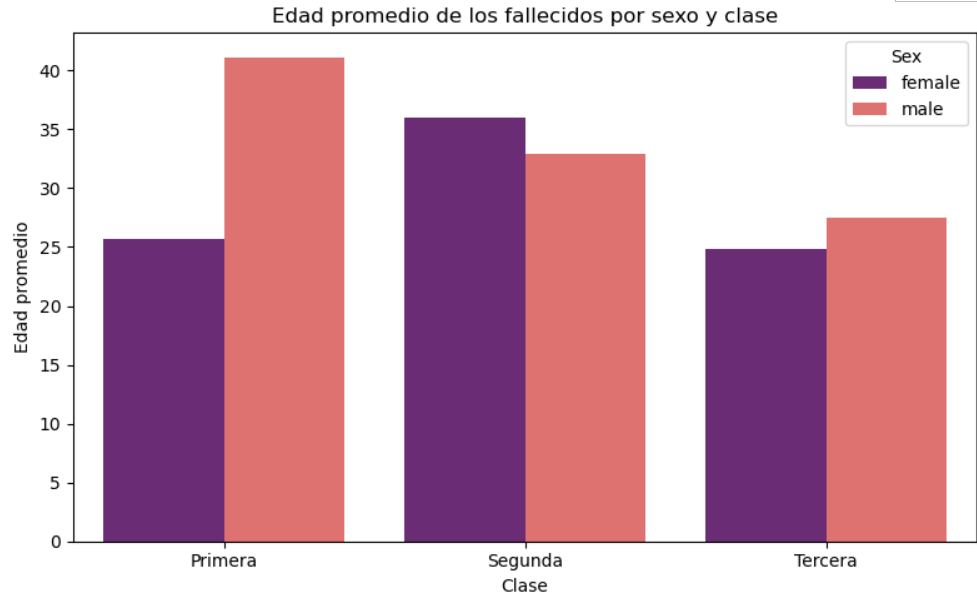 Edad promedio de los fallecidos por sexo y clase
Sex
female
male
Edad promedio
40
35
30
25
20
15
10
5
0
Primera
Segunda
Tercera
Clase